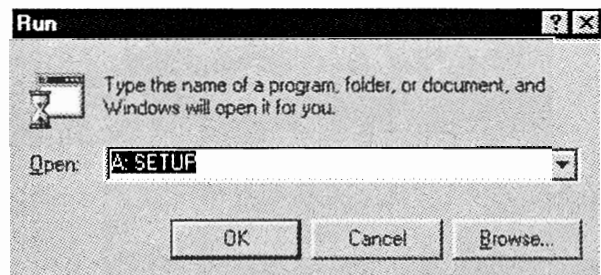 Run
Type the name of a program, folder, or document, and
Windows will open it for you.
Open: A: SETUP
OK Cancel Browse...